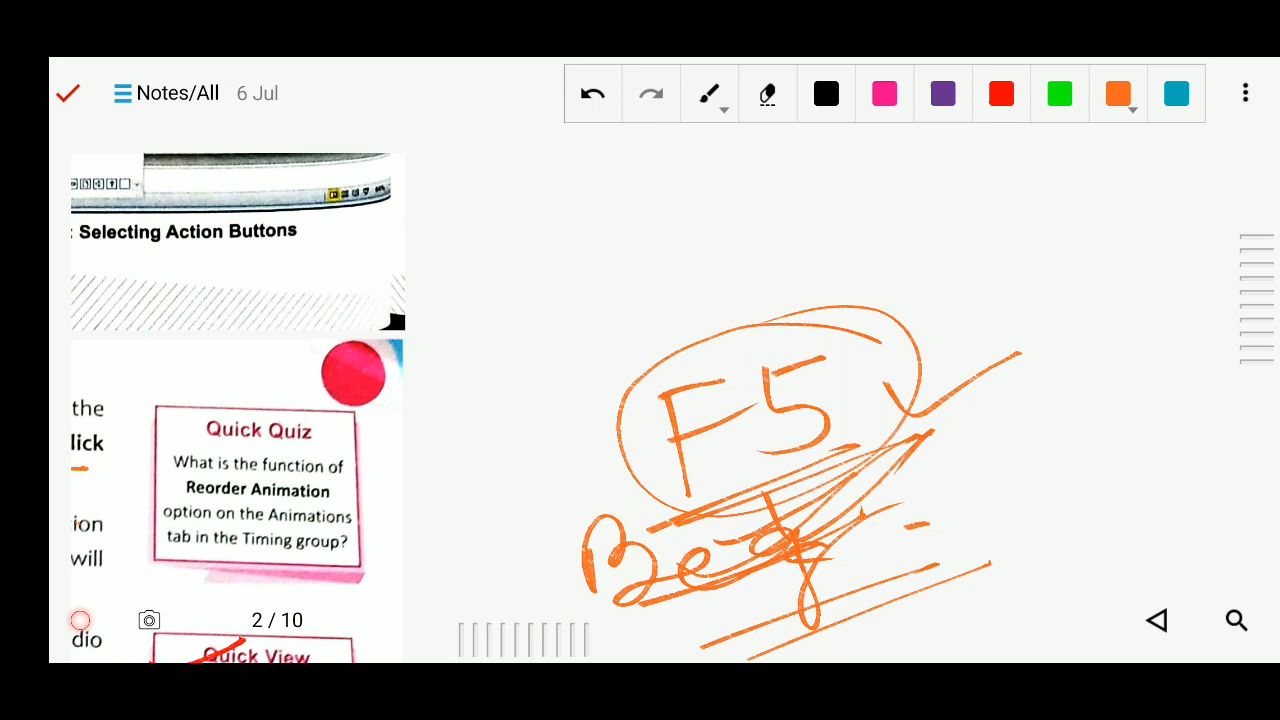 Notes/All 6 Jul
: Selecting Action Buttons
the
lick
ion
will
dio
Quick Quiz
What is the function of
Reorder Animation
option on the Animations
tab in the Timing group?
2 / 10
Quick View
F5